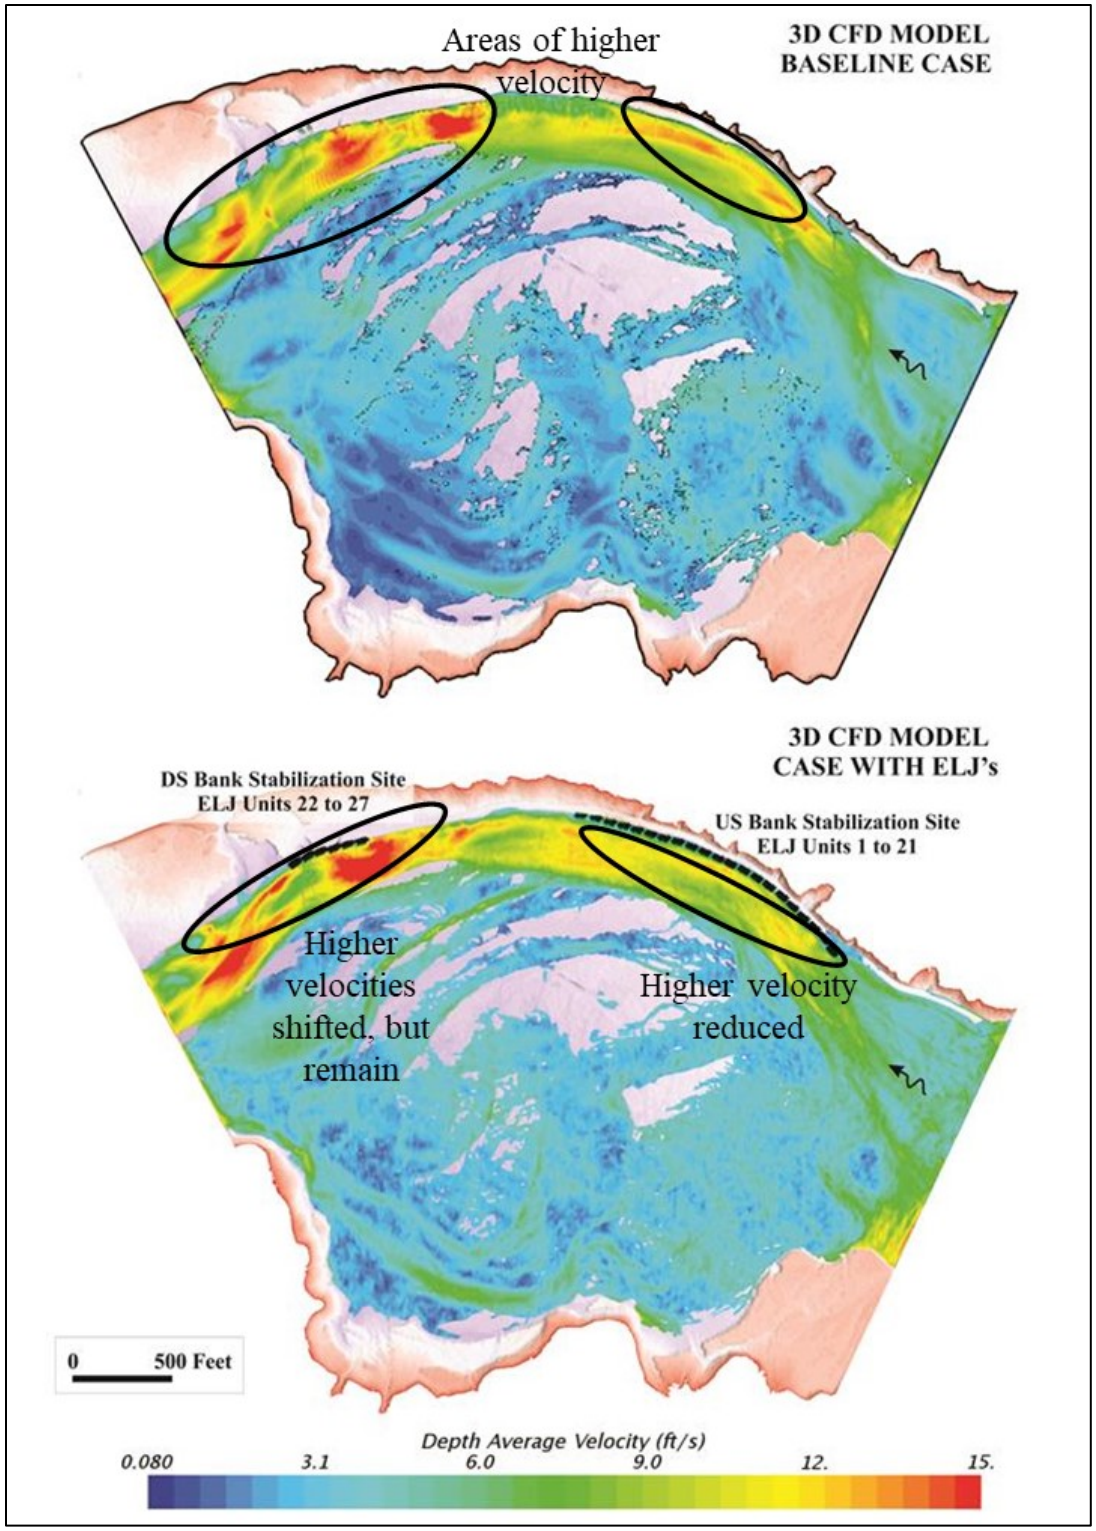 Areas of higher
velocity
3D CFD MODEL
BASELINE CASE
3D CFD MODEL
CASE WITH ELJ's
DS Bank Stabilization Site
ELJ Units 22 to 27
US Bank Stabilization Site
ELJ Units 1 to 21
Higher
velocities
shifted, but
remain
Higher velocity
reduced
0 500 Feet
Depth Average Velocity (ft/s)
0.080 3.1 6.0 9.0 12. 15.